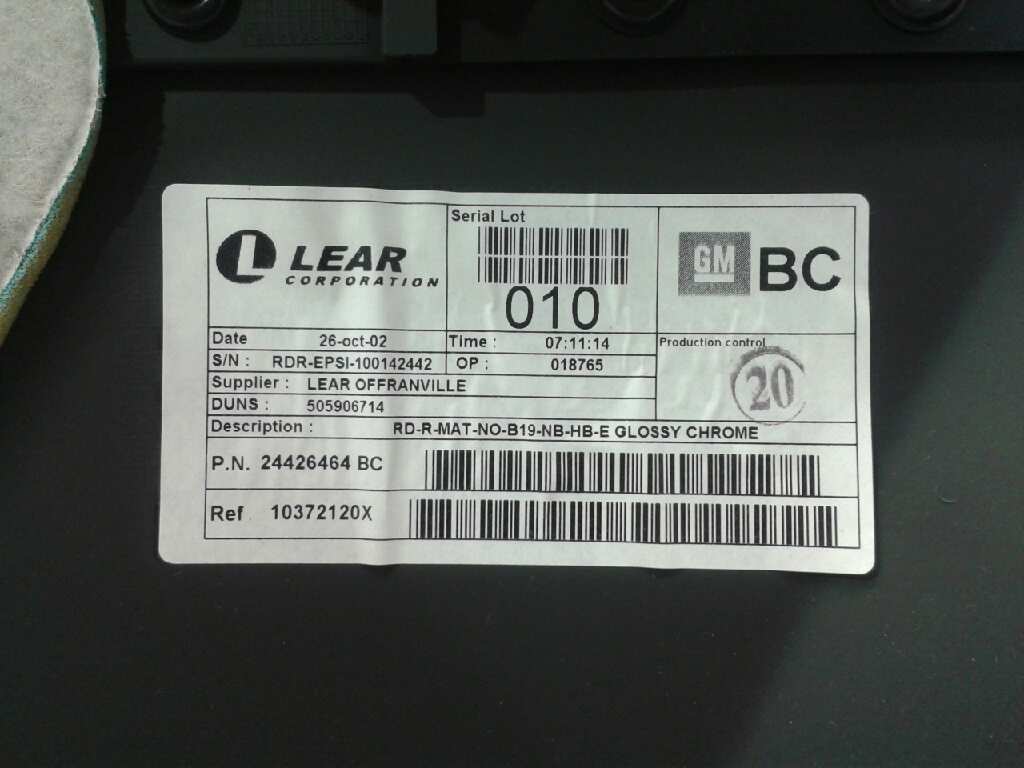 LEAR
CORPORATION
Serial Lot
010
GM BC
Date 26-oct-02
Time : 07:11:14
Production control
20
S/N : RDR-EPSI-100142442
OP : 018765
Supplier : LEAR OFFRANVILLE
DUNS : 505906714
Description : RD-R-MAT-NO-B19-NB-HB-E GLOSSY CHROME
P.N. 24426464 BC
Ref 10372120X